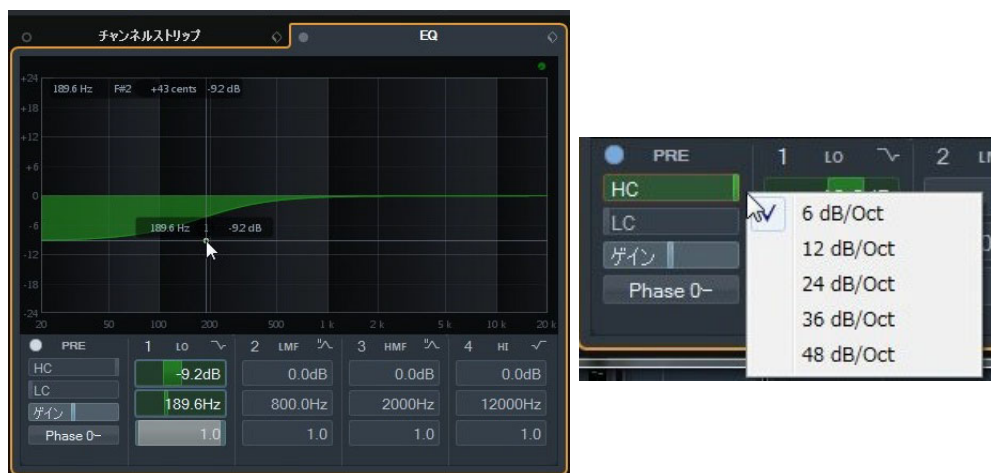 チャンネルストリップ EQ
+24
189.6 Hz F#2 +43 cents -9.2 dB
+18
+12
+6
0
-6
189.6 Hz 1 -9.2 dB
-12
-18
-24
20 50 100 200 500 1 k 2 k 5 k 10 k 20 k
PRE 1 LO 2 LMF 3 HMF 4 HI
HC -9.2dB 0.0dB 0.0dB 0.0dB
LC 189.6Hz 800.0Hz 2000Hz 12000Hz
ゲイン
Phase 0 1.0 1.0 1.0 1.0
PRE 1 LO 2
HC
LC
ゲイン
Phase 0
6 dB/Oct
12 dB/Oct
24 dB/Oct
36 dB/Oct
48 dB/Oct